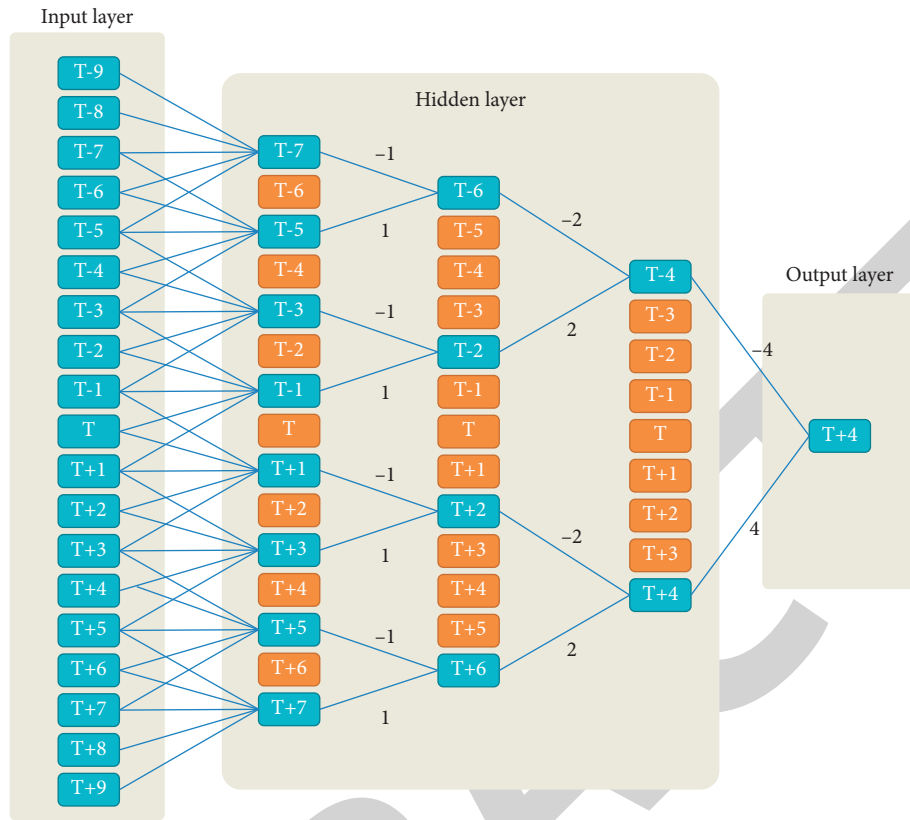 Input layer
T-9
T-8
T-7
T-6
T-5
T-4
T-3
T-2
T-1
T
T+1
T+2
T+3
T+4
T+5
T+6
T+7
T+8
T+9
Hidden layer
T-7
T-6
T-5
T-4
T-3
T-2
T-1
T
T+1
T+2
T+3
T+4
T+5
T+6
T+7
–1
1
–1
1
–1
1
–1
1
T-6
T-5
T-4
T-3
T-2
T-1
T
T+1
T+2
T+3
T+4
T+5
T+6
–2
2
–2
2
T-4
T-3
T-2
T-1
T
T+1
T+2
T+3
T+4
–4
4
Output layer
T+4